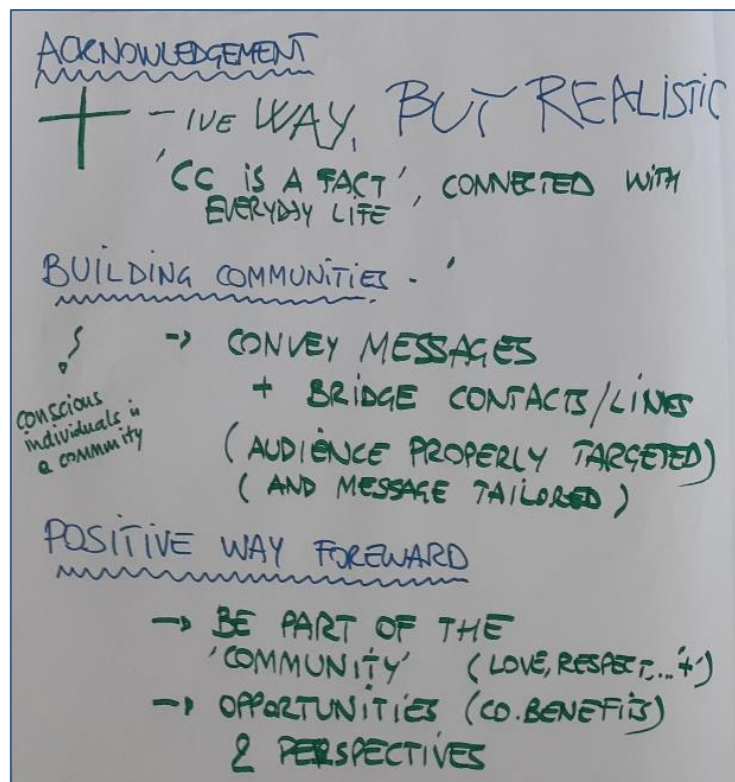 ACKNOWLEDGEMENT
+ -IVE WAY, BUT REALISTIC
'CC IS A FACT', CONNECTED WITH
EVERYDAY LIFE
BUILDING COMMUNITIES
-> CONVEY MESSAGES
+ BRIDGE CONTACTS/LINKS
(AUDIENCE PROPERLY TARGETED)
(AND MESSAGE TAILORED)
conscious
individuals in
a commmity
POSITIVE WAY FOREWARD
-> BE PART OF THE
'COMMUNITY' (LOVE, RESPECT,...'+')
-> OPPORTUNITIES (CO.BENEFITS)
& PERSPECTIVES